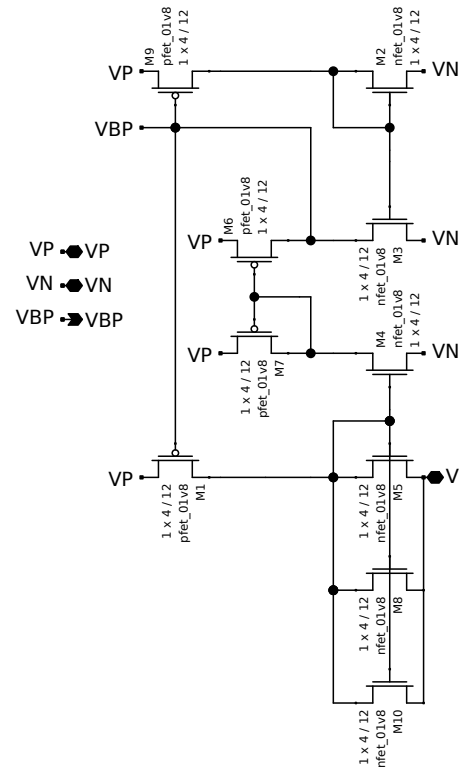 M9
pfet_01v8
1 x 4 / 12
M2
nfet_01v8
1 x 4 / 12
VP
VN
VBP
M6
pfet_01v8
1 x 4 / 12
VP
VN
1 x 4 / 12
nfet_01v8
M3
VP VP
VN VN
VBP VBP
M4
nfet_01v8
1 x 4 / 12
VP
VN
1 x 4 / 12
pfet_01v8
M7
VP
V
1 x 4 / 12
pfet_01v8
M1
1 x 4 / 12
nfet_01v8
M5
1 x 4 / 12
nfet_01v8
M8
1 x 4 / 12
nfet_01v8
M10